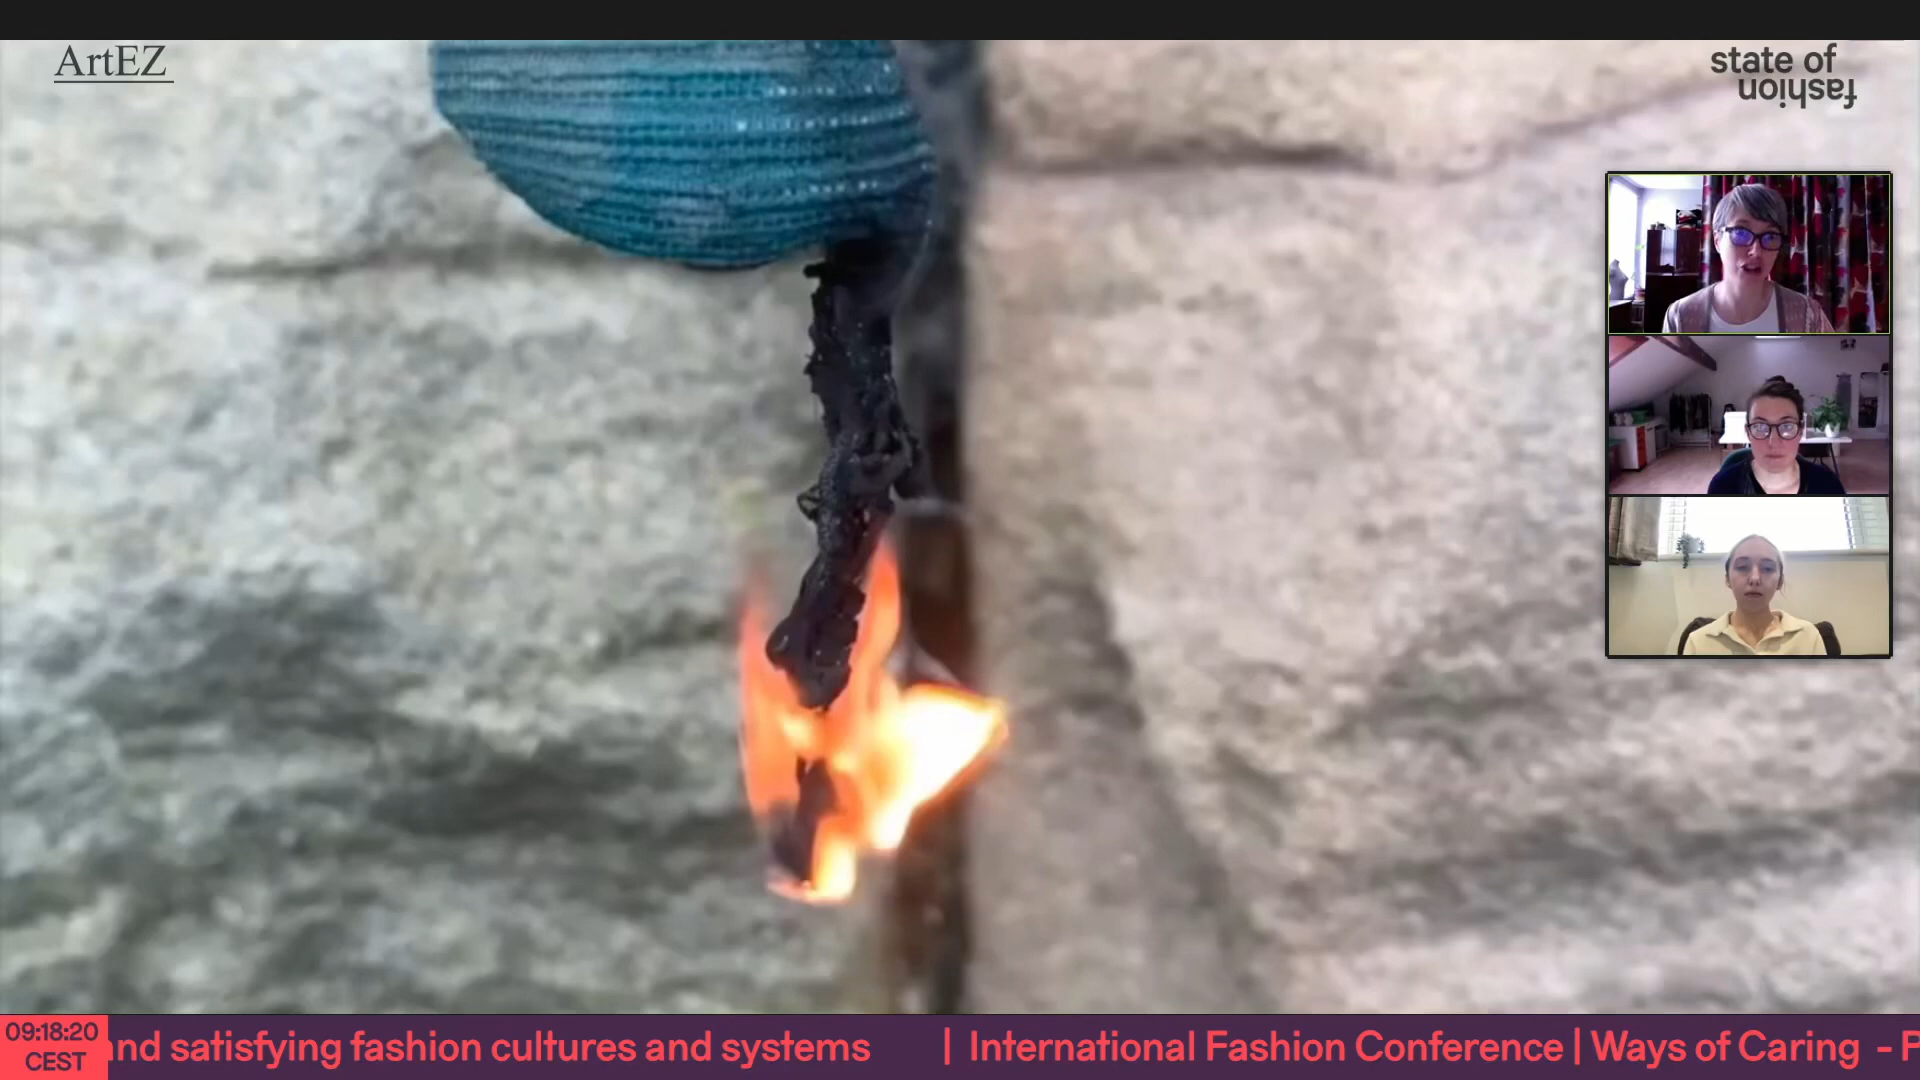 ArtEZ
state of
fashion
09:18:20
CEST
nd satisfying fashion cultures and systems | International Fashion Conference | Ways of Caring - P